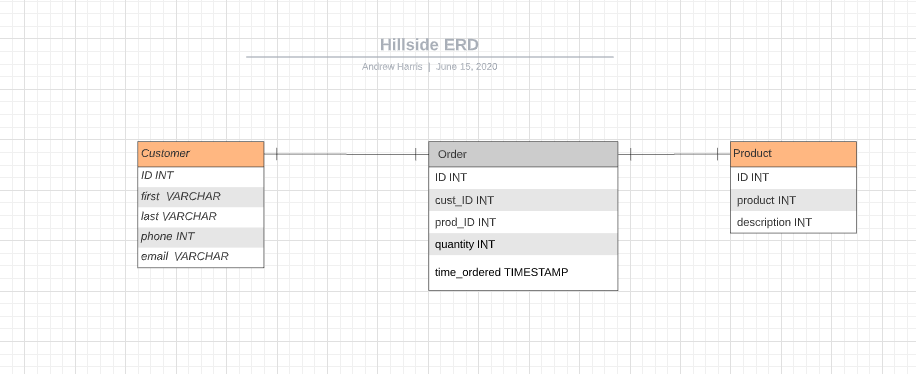 Hillside ERD
Andrew Harris | June 15, 2020
Customer
ID INT
first VARCHAR
last VARCHAR
phone INT
email VARCHAR
Order
ID INT
cust_ID INT
prod_ID INT
quantity INT
time_ordered TIMESTAMP
Product
ID INT
product INT
description INT